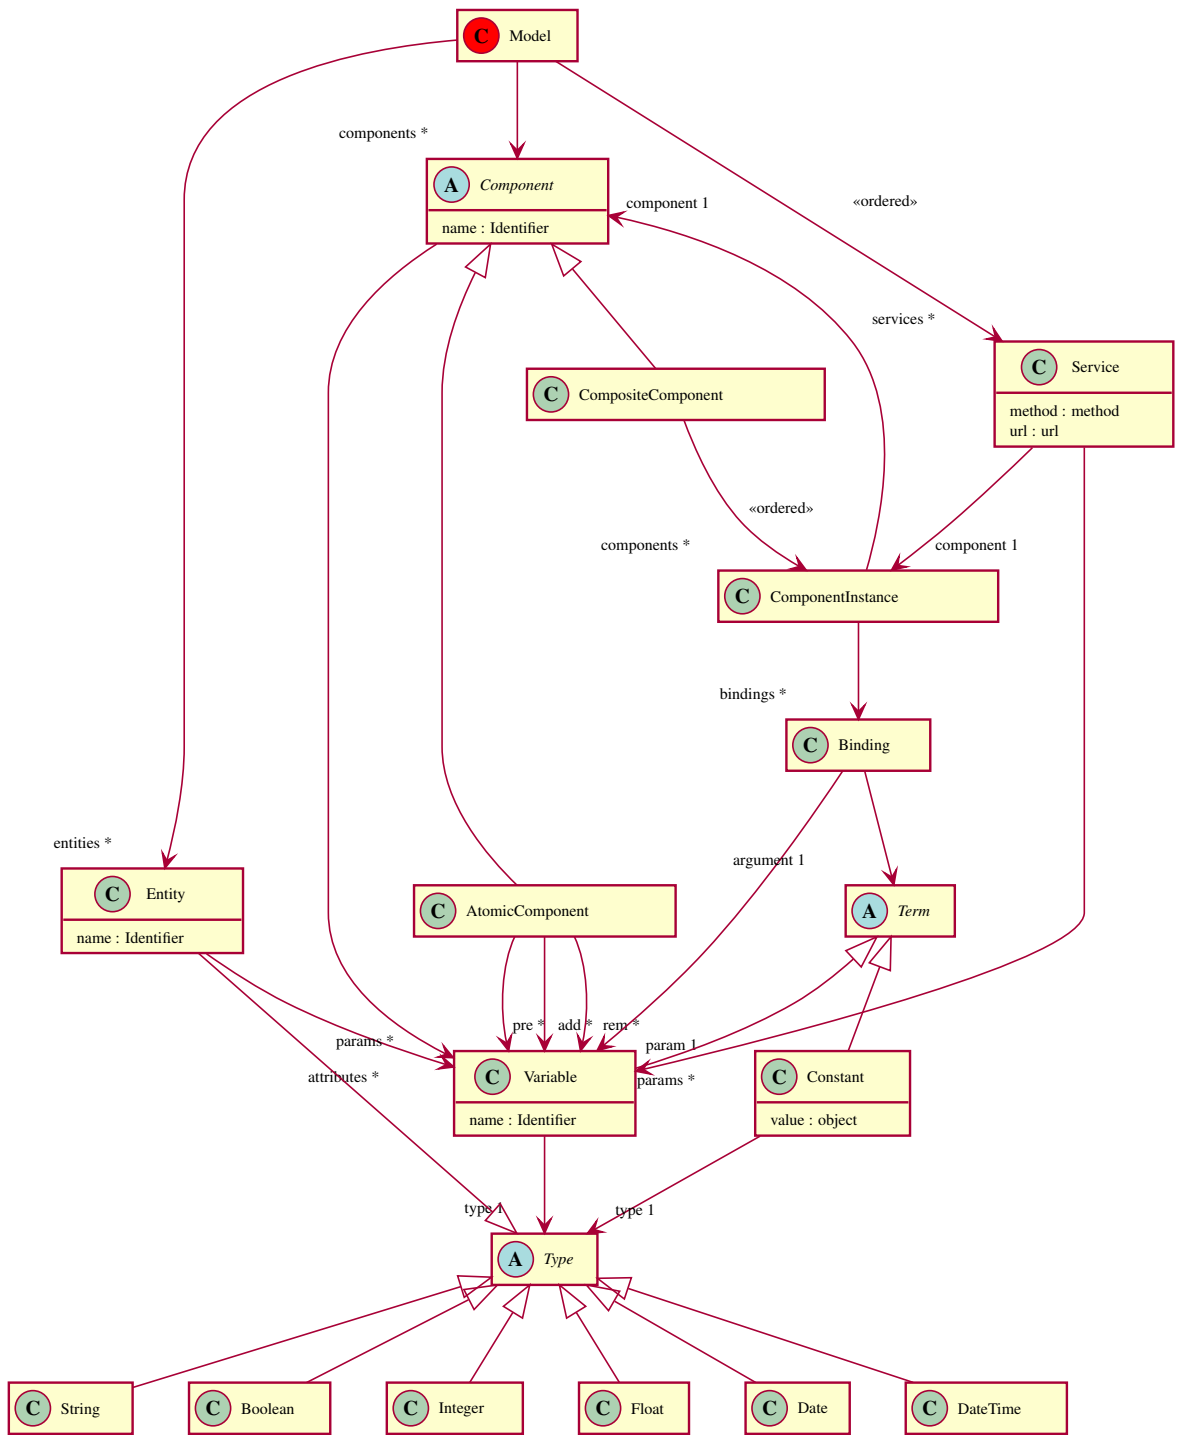 C Model
components *
A Component
name : Identifier
component 1
«ordered»
services *
C Service
method : method
url : url
C CompositeComponent
«ordered»
components *
component 1
C ComponentInstance
bindings *
C Binding
entities *
argument 1
C Entity
name : Identifier
C AtomicComponent
A Term
pre *
add *
rem *
params *
param 1
attributes *
params *
C Variable
name : Identifier
C Constant
value : object
type 1
type 1
A Type
C String
C Boolean
C Integer
C Float
C Date
C DateTime